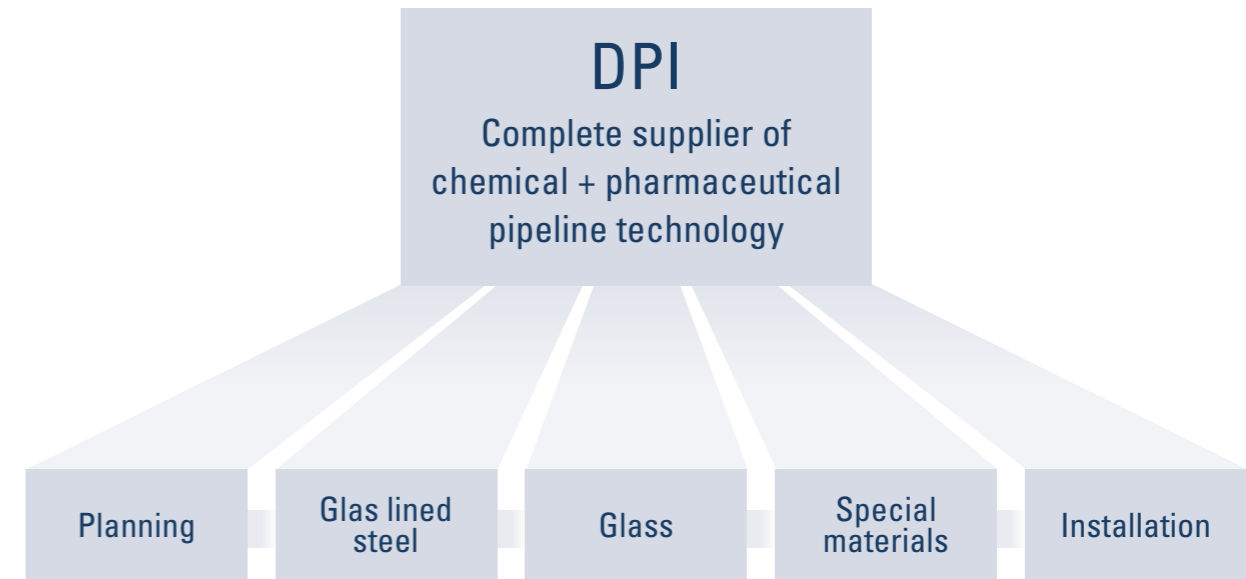 DPI
Complete supplier of
chemical + pharmaceutical
pipeline technology
Planning
Glas lined
steel
Glass
Special
materials
Installation